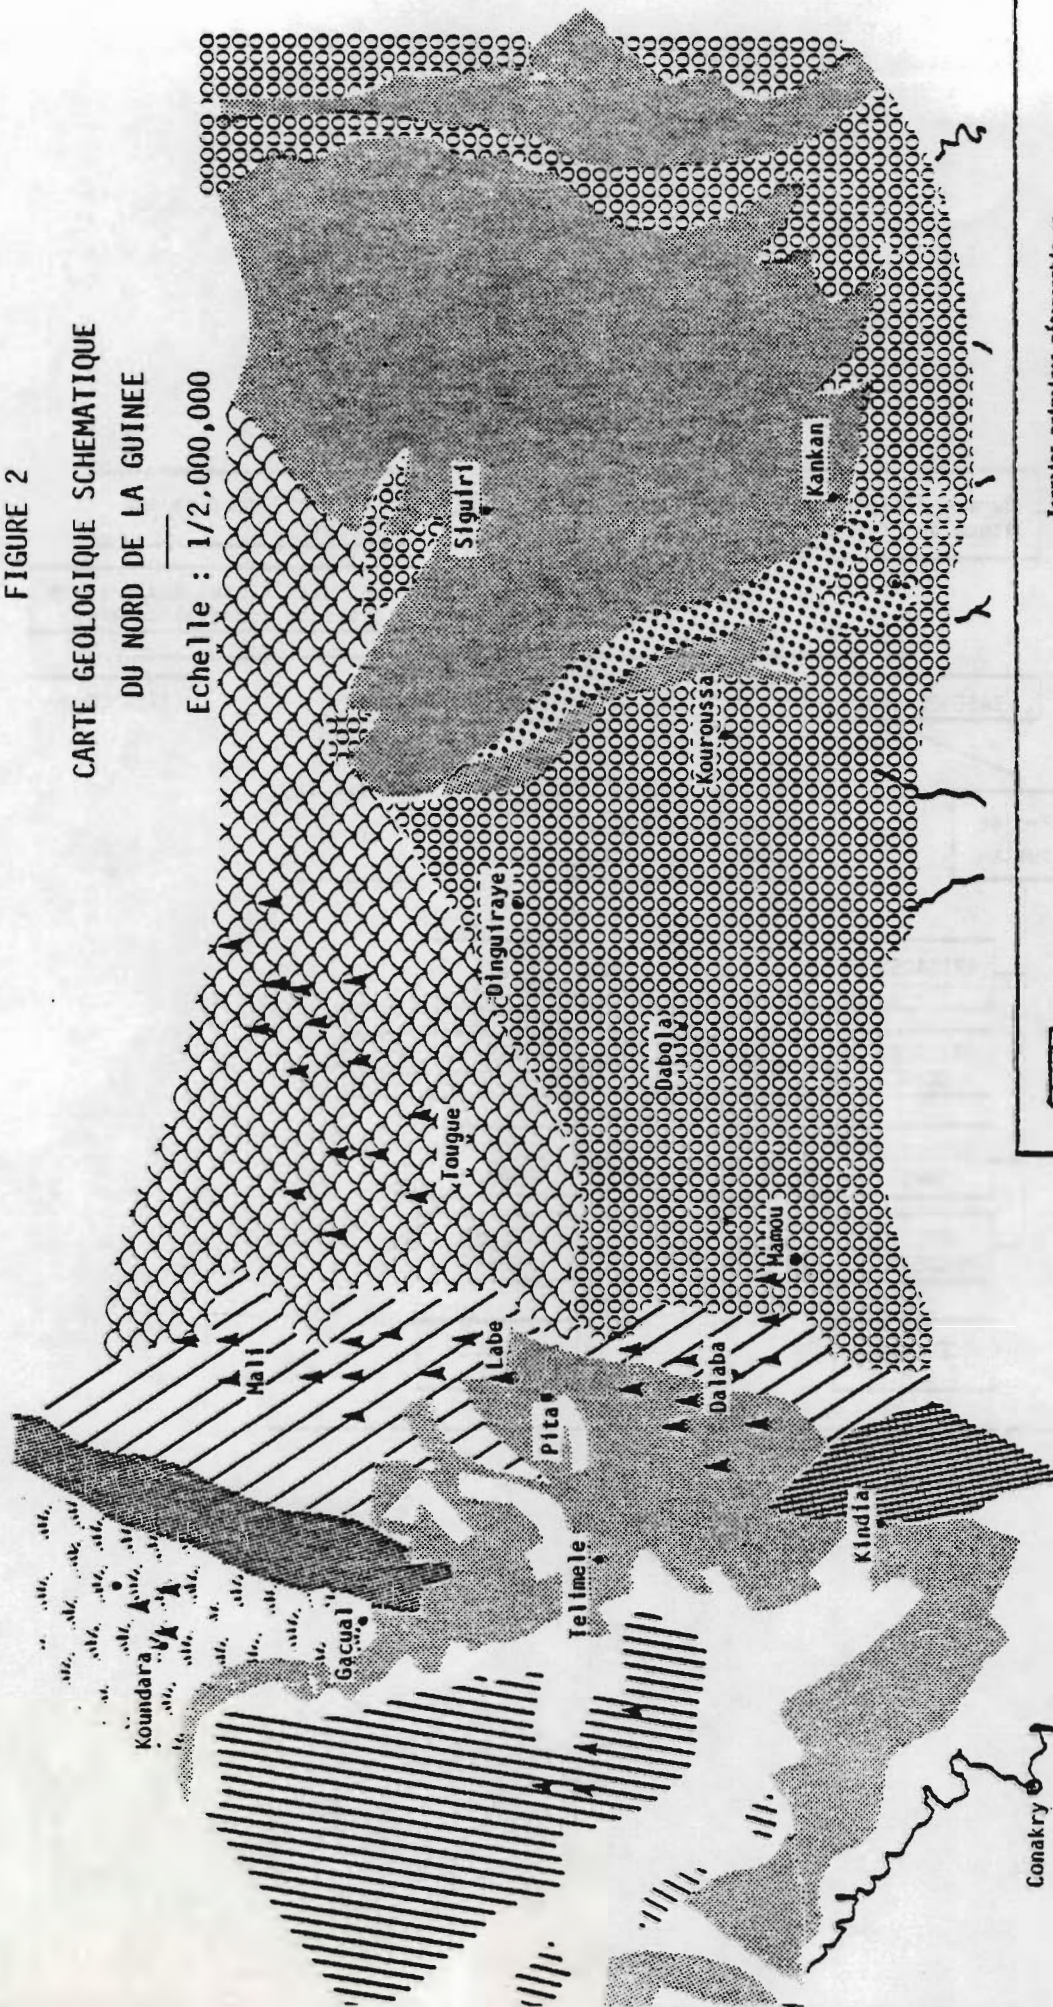 FIGURE 2
CARTE GEOLOGIQUE SCHEMATIQUE
DU NORD DE LA GUINEE
Echelle : 1/2.000,000
Koundara
Gacual
Mali
Tougue
Siguiri
Labe
Dinguiraye
Pita
Telimele
Dalaba
Dabola
Kouroussa
Kankan
Mamou
Kindia
Conakry